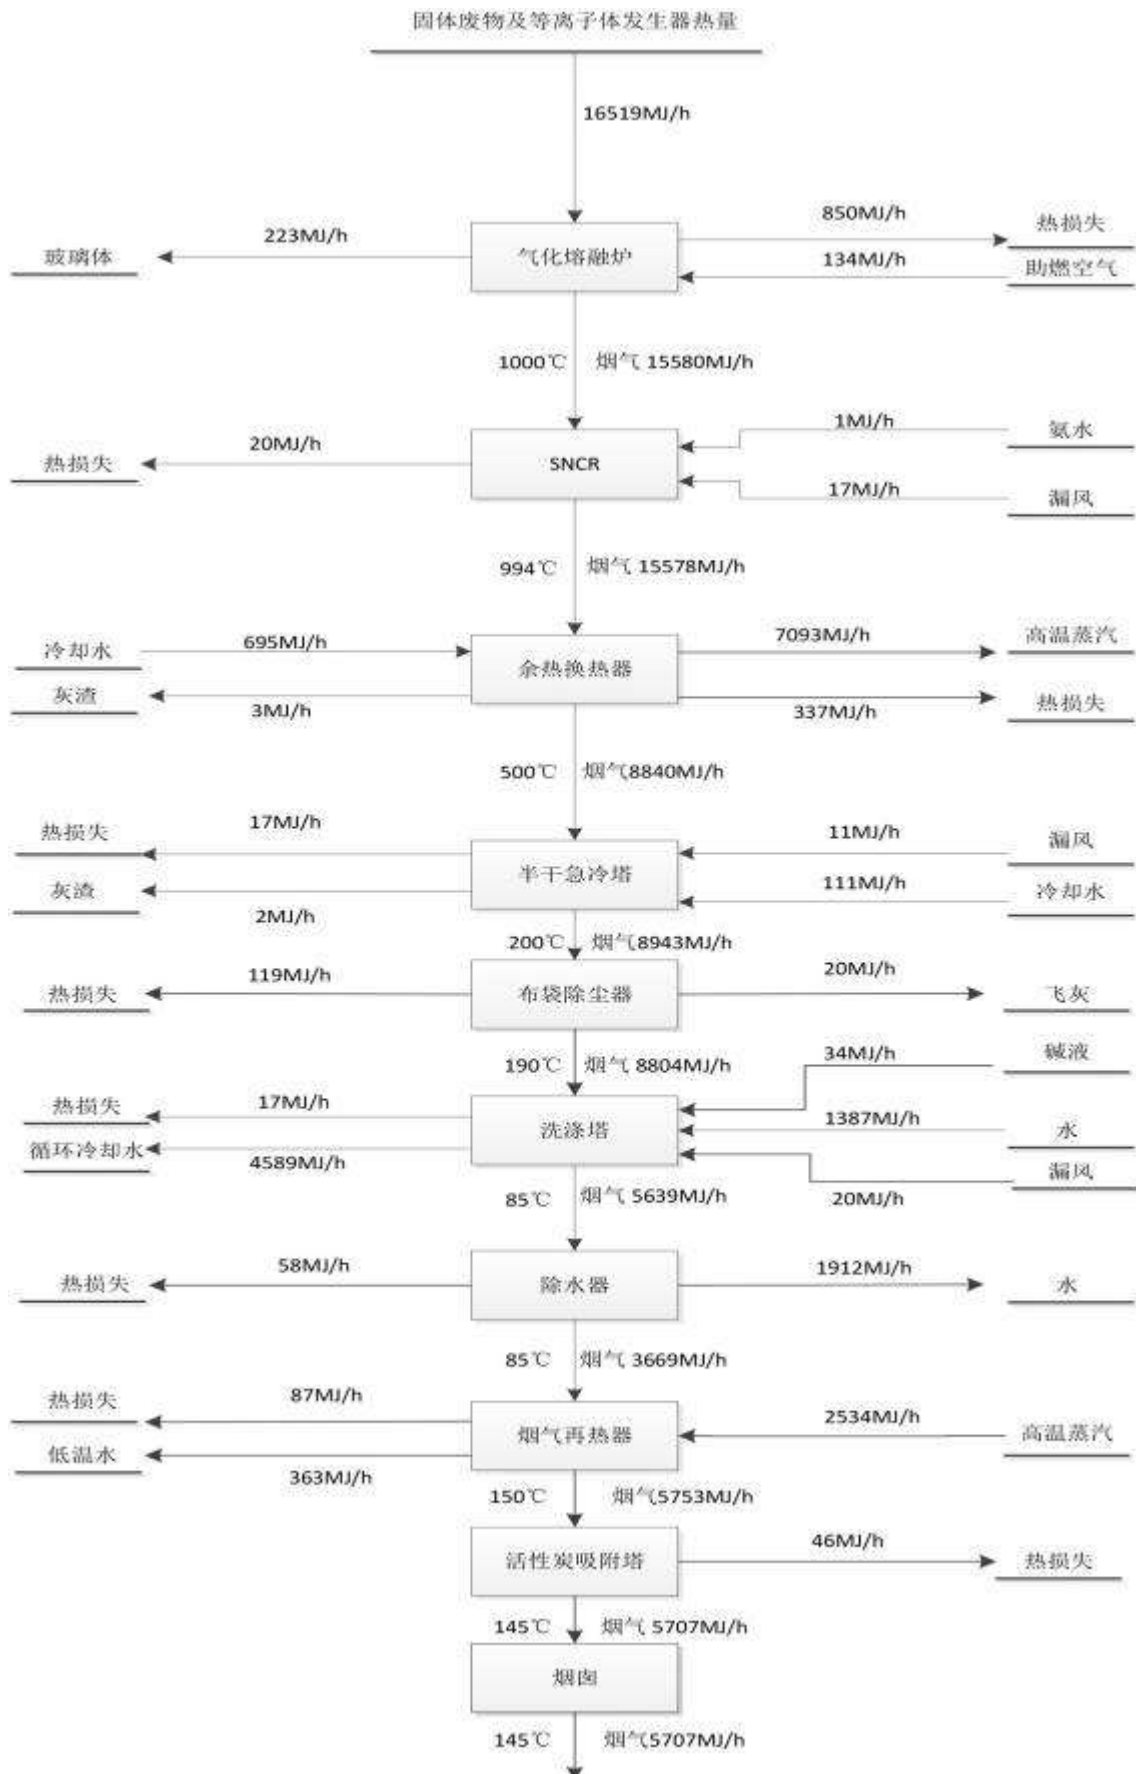 固体废物及等离子体发生器热量
16519MJ/h
850MJ/h
热损失
223MJ/h
玻璃体
气化熔融炉
134MJ/h
助燃空气
1000℃
烟气 15580MJ/h
1MJ/h
氨水
20MJ/h
热损失
SNCR
17MJ/h
漏风
994℃
烟气 15578MJ/h
冷却水
695MJ/h
7093MJ/h
高温蒸汽
余热换热器
灰渣
3MJ/h
337MJ/h
热损失
500℃
烟气8840MJ/h
热损失
17MJ/h
11MJ/h
漏风
半干急冷塔
灰渣
2MJ/h
111MJ/h
冷却水
200℃
烟气8943MJ/h
热损失
119MJ/h
布袋除尘器
20MJ/h
飞灰
190℃
烟气 8804MJ/h
34MJ/h
碱液
热损失
17MJ/h
洗涤塔
1387MJ/h
水
循环冷却水
4589MJ/h
20MJ/h
漏风
85℃
烟气 5639MJ/h
热损失
58MJ/h
除水器
1912MJ/h
水
85℃
烟气 3669MJ/h
热损失
87MJ/h
烟气再热器
2534MJ/h
高温蒸汽
低温水
363MJ/h
150℃
烟气5753MJ/h
活性炭吸附塔
46MJ/h
热损失
145℃
烟气 5707MJ/h
烟囱
145℃
烟气5707MJ/h